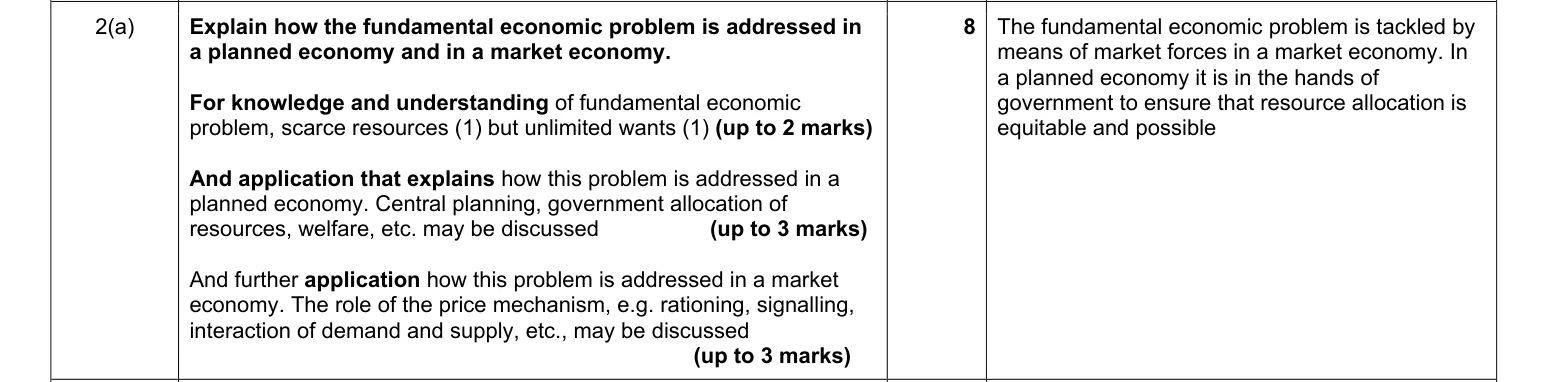 2(a)
Explain how the fundamental economic problem is addressed in
a planned economy and in a market economy.
For knowledge and understanding of fundamental economic
problem, scarce resources (1) but unlimited wants (1) (up to 2 marks)
And application that explains how this problem is addressed in a
planned economy. Central planning, government allocation of
resources, welfare, etc. may be discussed (up to 3 marks)
And further application how this problem is addressed in a market
economy. The role of the price mechanism, e.g. rationing, signalling,
interaction of demand and supply, etc., may be discussed
(up to 3 marks)
8
The fundamental economic problem is tackled by
means of market forces in a market economy. In
a planned economy it is in the hands of
government to ensure that resource allocation is
equitable and possible